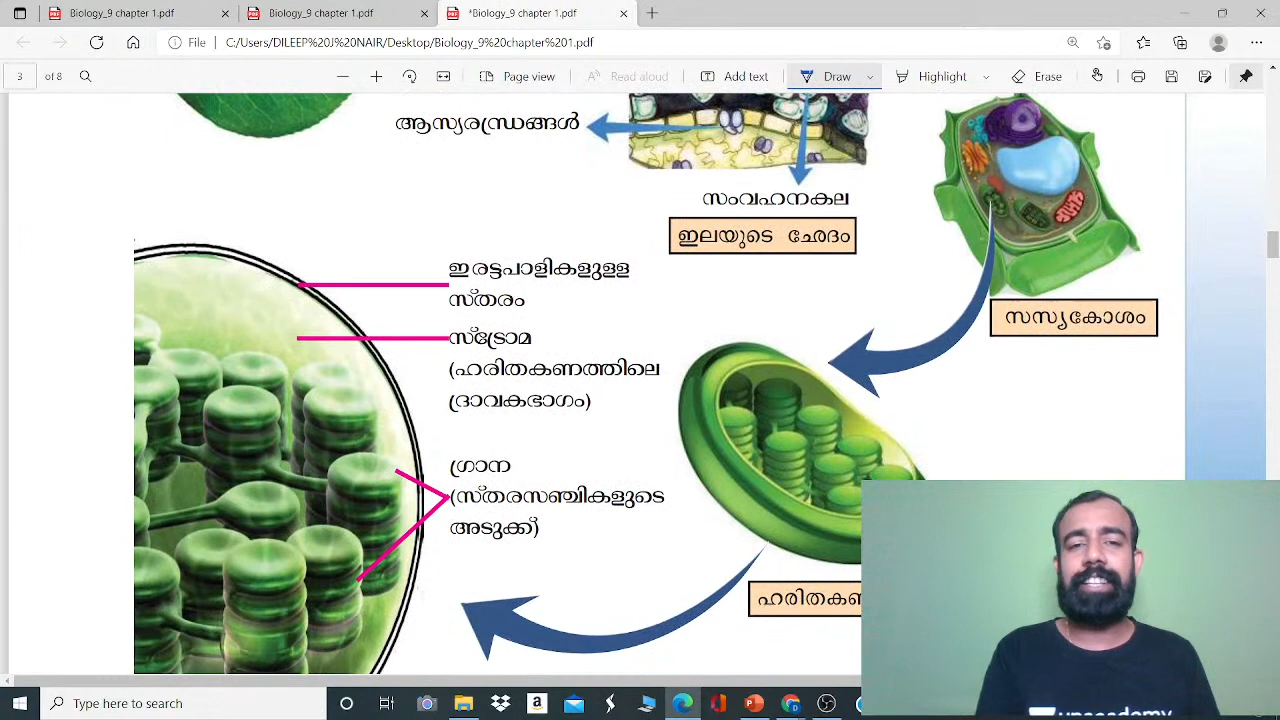 Biology_9 chapter 1.pdf
Biology_9 chapter 1.pdf
*Biology_9 chapter 1.pdf
File
C:/Users/DILEEP%20J%20NAIR/Desktop/Biology_9%20chapter%201.pdf
3 of 8
Page view
Read aloud
Add text
Draw
Highlight
Erase
ആസ്യരന്ധ്രങ്ങൾ
സംവഹനകല
ഇലയുടെ ഛേദം
സസ്യകോശം
ഇരട്ടപാളികളുള്ള
സ്തരം
സ്ട്രോമ
(ഹരിതകണത്തിലെ
ദ്രാവകഭാഗം)
ഗ്രാന
(സ്തരസഞ്ചികളുടെ
അടുക്ക്)
Type here to search